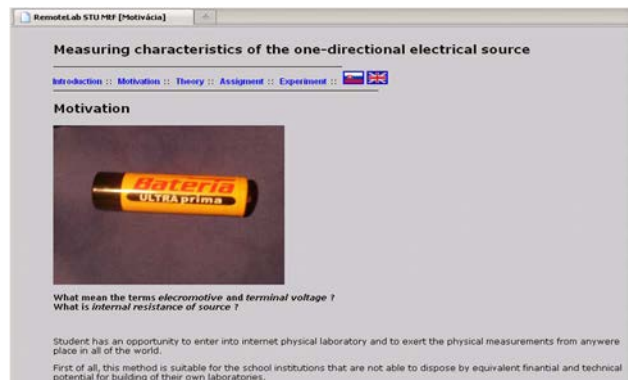 RemoteLab STU MtF [Motivácia]
Measuring characteristics of the one-directional electrical source
Introduction :: Motivation :: Theory :: Assigment :: Experiment ::
Motivation
Bateria
ULTRA prima
What mean the terms elecromotive and terminal voltage ?
What is internal resistance of source ?
Student has an opportunity to enter into internet physical laboratory and to exert the physical measurements from anywere
place in all of the world.
First of all, this method is suitable for the school institutions that are not able to dispose by equivalent finantial and technical
potential for building of their own laboratories.